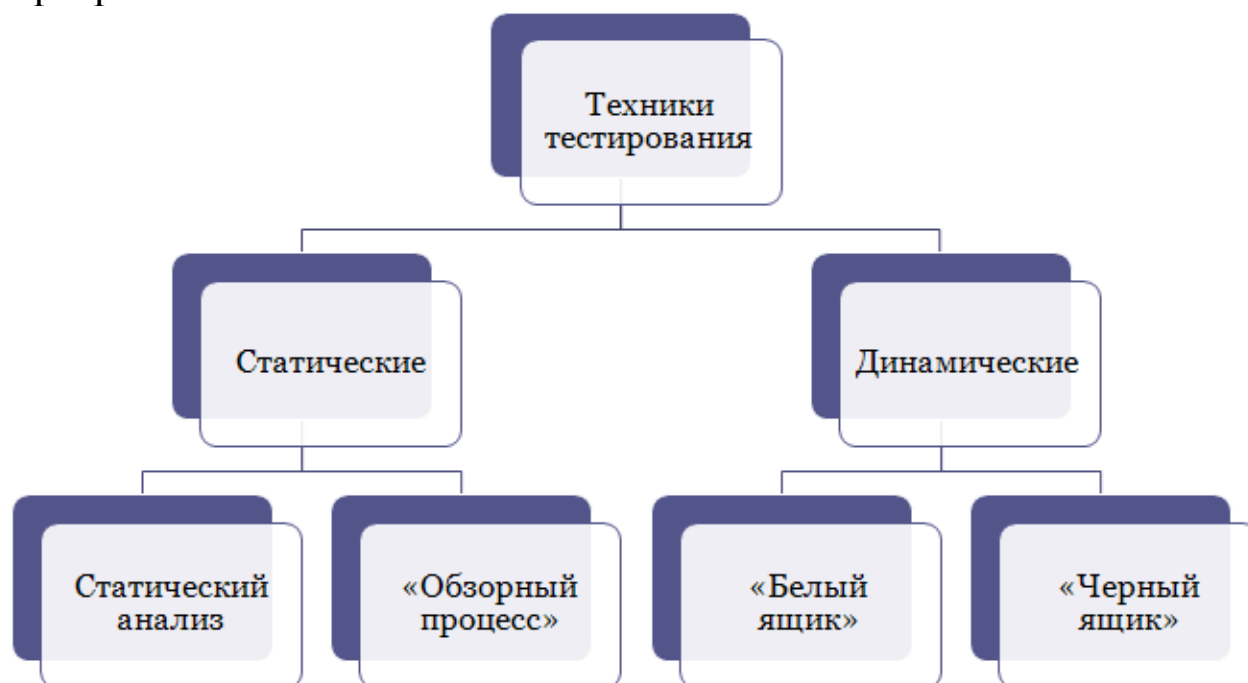 Техники
тестирования
Статические
Динамические
Статический
анализ
«Обзорный
процесс»
«Белый
ящик»
«Черный
ящик»